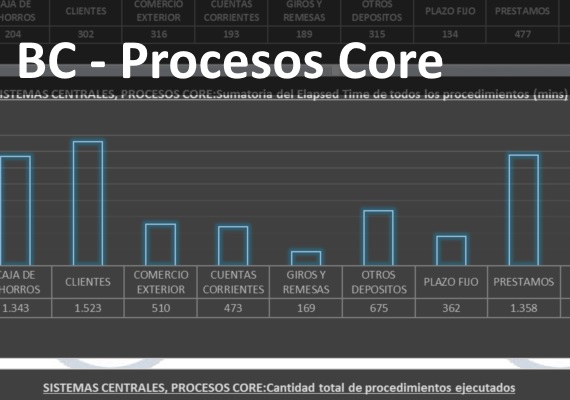 AJA DE CLIENTES COMERCIO CUENTAS GIROS Y OTROS PLAZO FIJO PRESTAMOS
HORROS EXTERIOR CORRIENTES REMESAS DEPOSITOS
204 302 316 193 189 315 134 477
BC - Procesos Core
ISTEMAS CENTRALES, PROCESOS CORE:Sumatoria del Elapsed Time de todos los procedimientos (mins)
CAJA DE CLIENTES COMERCIO CUENTAS GIROS Y OTROS PLAZO FIJO PRESTAMOS
HORROS EXTERIOR CORRIENTES REMESAS DEPOSITOS
1.343 1.523 510 473 169 675 362 1.358
SISTEMAS CENTRALES, PROCESOS CORE:Cantidad total de procedimientos ejecutados